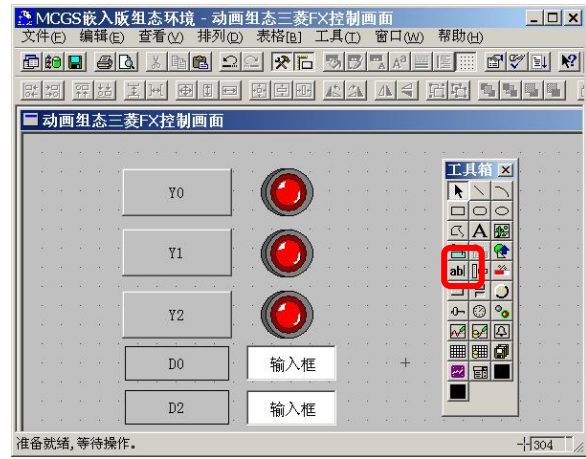 MCGS嵌入版组态环境 - 动画组态三菱FX控制画面
文件(F) 编辑(E) 查看(V) 排列(D) 表格[B] 工具(T) 窗口(W) 帮助(H)
动画组态三菱FX控制画面
工具箱
A
ab|
Y0
Y1
Y2
D0 输入框
D2 输入框
准备就绪,等待操作。
304